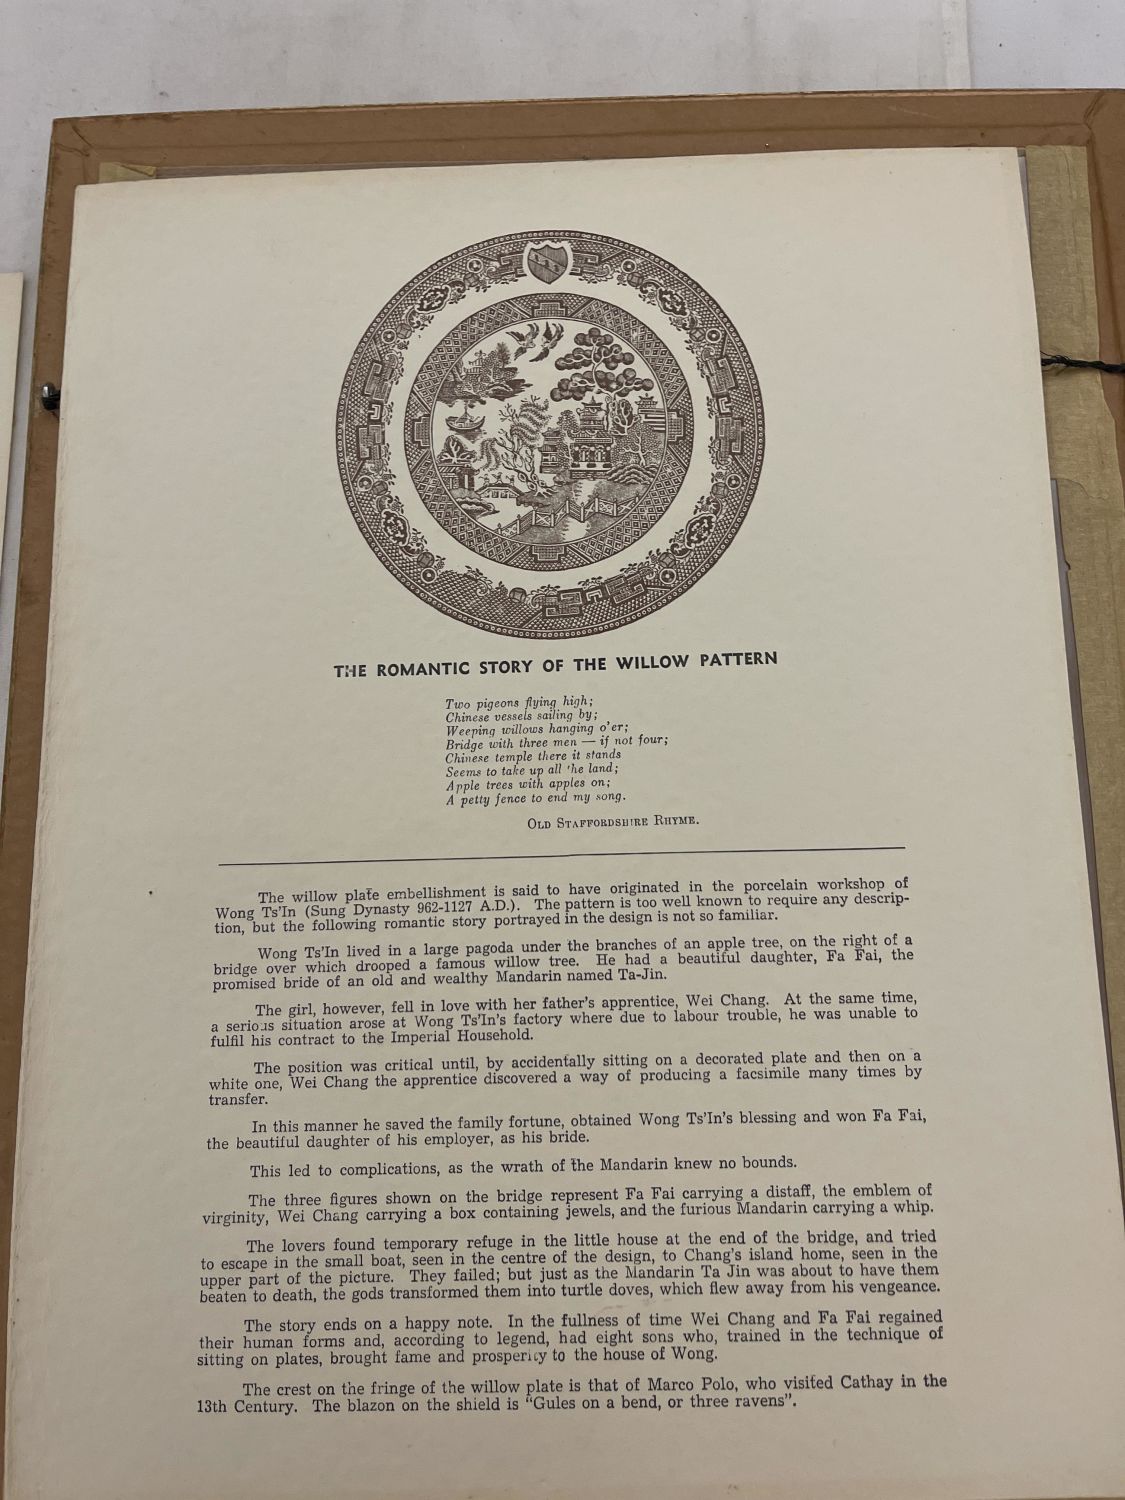 THE ROMANTIC STORY OF THE WILLOW PATTERN
Two pigeons flying high;
Chinese vessels sailing by;
Weeping willows hanging o'er;
Bridge with three men — if not four;
Chinese temple there it stands
Seems to take up all 'he land;
Apple trees with apples on;
A petty fence to end my song.
OLD STAFFORDSHIRE RHYME.
The willow plate embellishment is said to have originated in the porcelain workshop of
Wong Ts'In (Sung Dynasty 962-1127 A.D.). The pattern is too well known to require any descrip-
tion, but the following romantic story portrayed in the design is not so familiar.
Wong Ts'In lived in a large pagoda under the branches of an apple tree, on the right of a
bridge over which drooped a famous willow tree. He had a beautiful daughter, Fa Fai, the
promised bride of an old and wealthy Mandarin named Ta-Jin.
The girl, however, fell in love with her father's apprentice, Wei Chang. At the same time,
a serious situation arose at Wong Ts'In's factory where due to labour trouble, he was unable to
fulfil his contract to the Imperial Household.
The position was critical until, by accidentally sitting on a decorated plate and then on a
white one, Wei Chang the apprentice discovered a way of producing a facsimile many times by
transfer.
In this manner he saved the family fortune, obtained Wong Ts'In's blessing and won Fa Fai,
the beautiful daughter of his employer, as his bride.
This led to complications, as the wrath of the Mandarin knew no bounds.
The three figures shown on the bridge represent Fa Fai carrying a distaff, the emblem of
virginity, Wei Chang carrying a box containing jewels, and the furious Mandarin carrying a whip.
The lovers found temporary refuge in the little house at the end of the bridge, and tried
to escape in the small boat, seen in the centre of the design, to Chang's island home, seen in the
upper part of the picture. They failed; but just as the Mandarin Ta Jin was about to have them
beaten to death, the gods transformed them into turtle doves, which flew away from his vengeance.
The story ends on a happy note. In the fullness of time Wei Chang and Fa Fai regained
their human forms and, according to legend, had eight sons who, trained in the technique of
sitting on plates, brought fame and prosperity to the house of Wong.
The crest on the fringe of the willow plate is that of Marco Polo, who visited Cathay in the
13th Century. The blazon on the shield is "Gules on a bend, or three ravens".